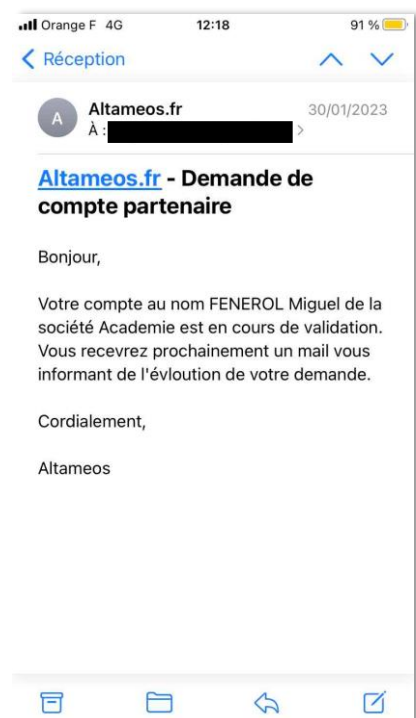 Orange F 4G 12:18 91 %
Réception
A
Altameos.fr 30/01/2023
À :
Altameos.fr - Demande de
compte partenaire
Bonjour,
Votre compte au nom FENEROL Miguel de la
société Academie est en cours de validation.
Vous recevrez prochainement un mail vous
informant de l'évloution de votre demande.
Cordialement,
Altameos